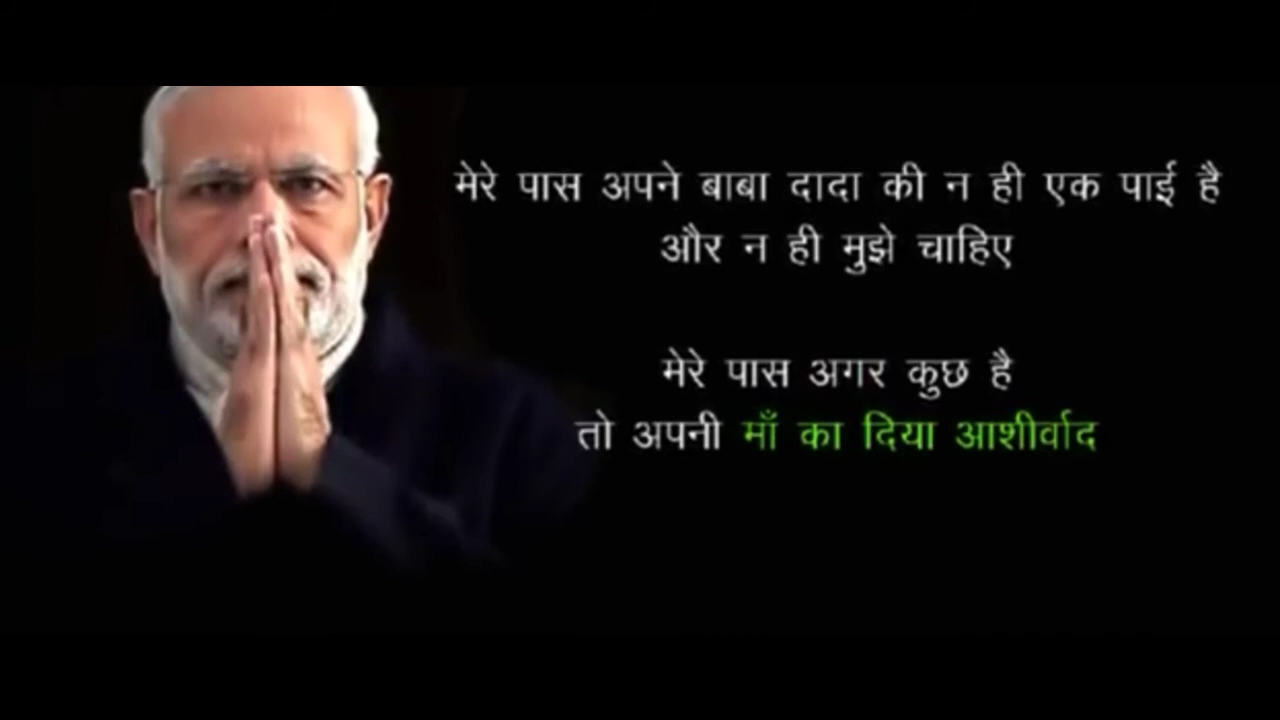 मेरे पास अपने बाबा दादा की न ही एक पाई है
और न ही मुझे चाहिए
मेरे पास अगर कुछ है
तो अपनी माँ का दिया आशीर्वाद